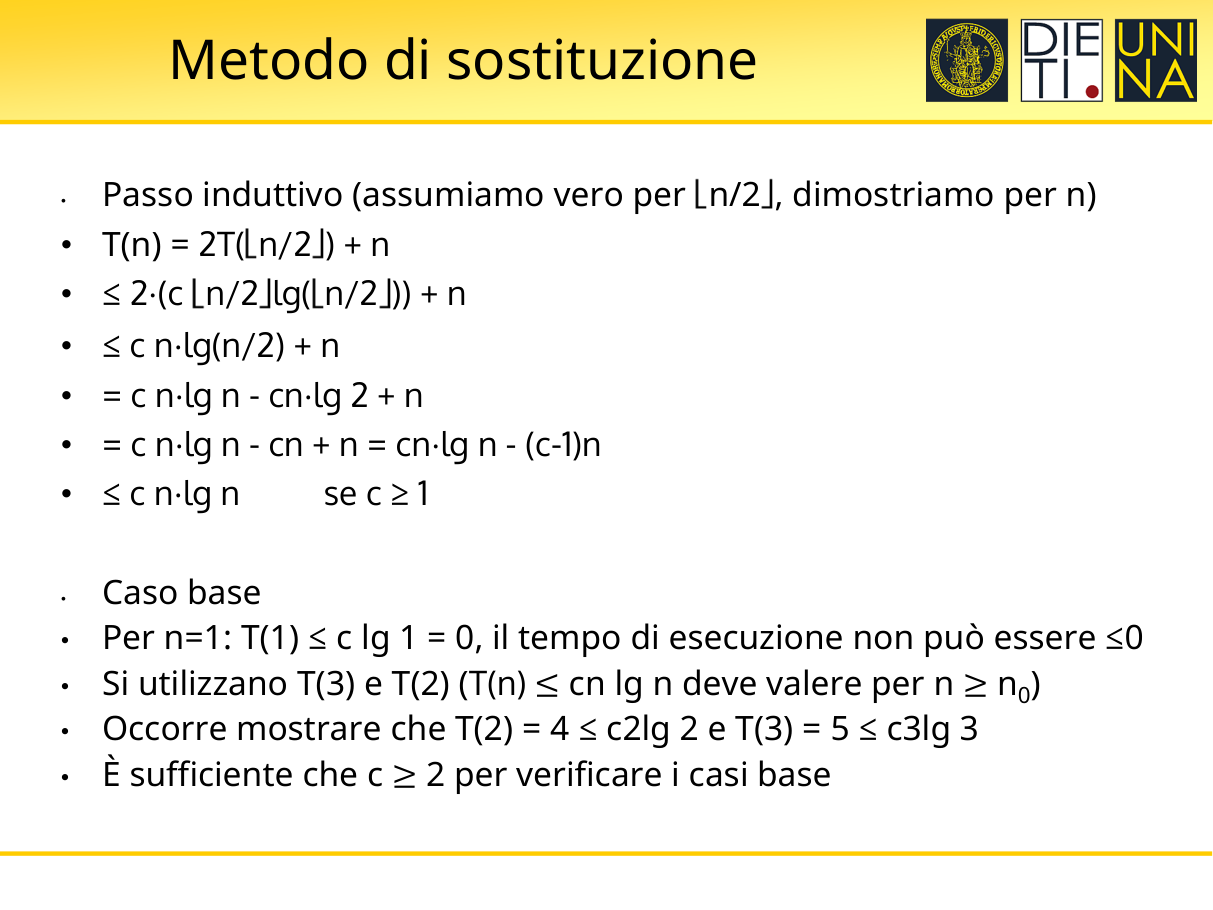 Metodo di sostituzione
DIE
TI.
UNI
NA
• Passo induttivo (assumiamo vero per ⌊n/2⌋, dimostriamo per n)
• T(n) = 2T(⌊n/2⌋) + n
• ≤ 2·(c ⌊n/2⌋lg(⌊n/2⌋)) + n
• ≤ c n·lg(n/2) + n
• = c n·lg n - cn·lg 2 + n
• = c n·lg n - cn + n = cn·lg n - (c-1)n
• ≤ c n·lg n se c ≥ 1
• Caso base
• Per n=1: T(1) ≤ c lg 1 = 0, il tempo di esecuzione non può essere ≤0
• Si utilizzano T(3) e T(2) (T(n) ≤ cn lg n deve valere per n ≥ n₀)
• Occorre mostrare che T(2) = 4 ≤ c2lg 2 e T(3) = 5 ≤ c3lg 3
• È sufficiente che c ≥ 2 per verificare i casi base